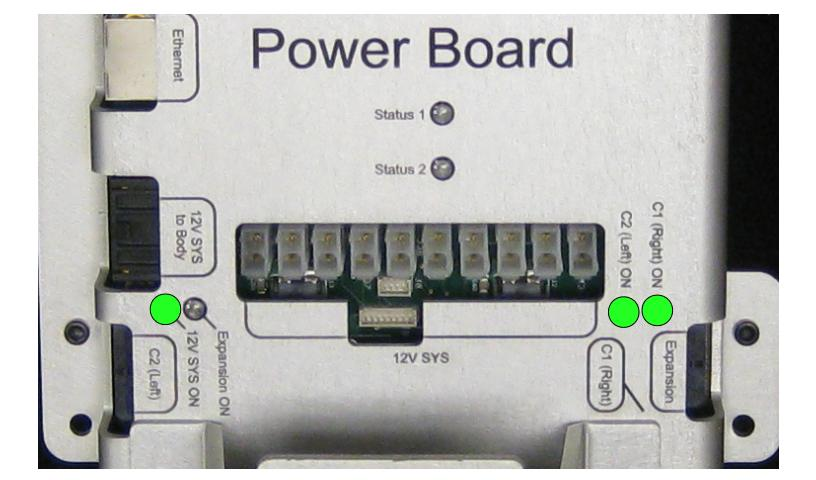 Power Board
Ethernet
Status 1
Status 2
12V SYS
to Body
C2 (Left) ON
C1 (Right) ON
12V SYS ON
Expansion ON
C2 (Left)
12V SYS
C1 (Right)
Expansion